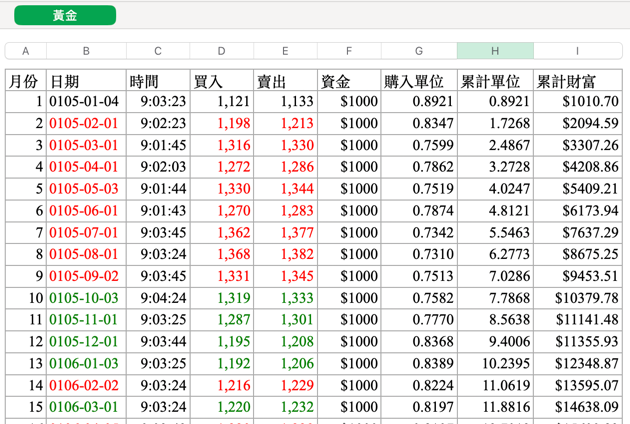 黃金
A B C D E F G H I
月份 日期 時間 買入 賣出 資金 購入單位 累計單位 累計財富
1 0105-01-04 9:03:23 1,121 1,133 $1000 0.8921 0.8921 $1010.70
2 0105-02-01 9:02:23 1,198 1,213 $1000 0.8347 1.7268 $2094.59
3 0105-03-01 9:01:45 1,316 1,330 $1000 0.7599 2.4867 $3307.26
4 0105-04-01 9:02:03 1,272 1,286 $1000 0.7862 3.2728 $4208.86
5 0105-05-03 9:01:44 1,330 1,344 $1000 0.7519 4.0247 $5409.21
6 0105-06-01 9:01:43 1,270 1,283 $1000 0.7874 4.8121 $6173.94
7 0105-07-01 9:03:45 1,362 1,377 $1000 0.7342 5.5463 $7637.29
8 0105-08-01 9:03:24 1,368 1,382 $1000 0.7310 6.2773 $8675.25
9 0105-09-02 9:03:45 1,331 1,345 $1000 0.7513 7.0286 $9453.51
10 0105-10-03 9:04:24 1,319 1,333 $1000 0.7582 7.7868 $10379.78
11 0105-11-01 9:03:25 1,287 1,301 $1000 0.7770 8.5638 $11141.48
12 0105-12-01 9:03:44 1,195 1,208 $1000 0.8368 9.4006 $11355.93
13 0106-01-03 9:03:25 1,192 1,206 $1000 0.8389 10.2395 $12348.87
14 0106-02-02 9:03:24 1,216 1,229 $1000 0.8224 11.0619 $13595.07
15 0106-03-01 9:03:24 1,220 1,232 $1000 0.8197 11.8816 $14638.09